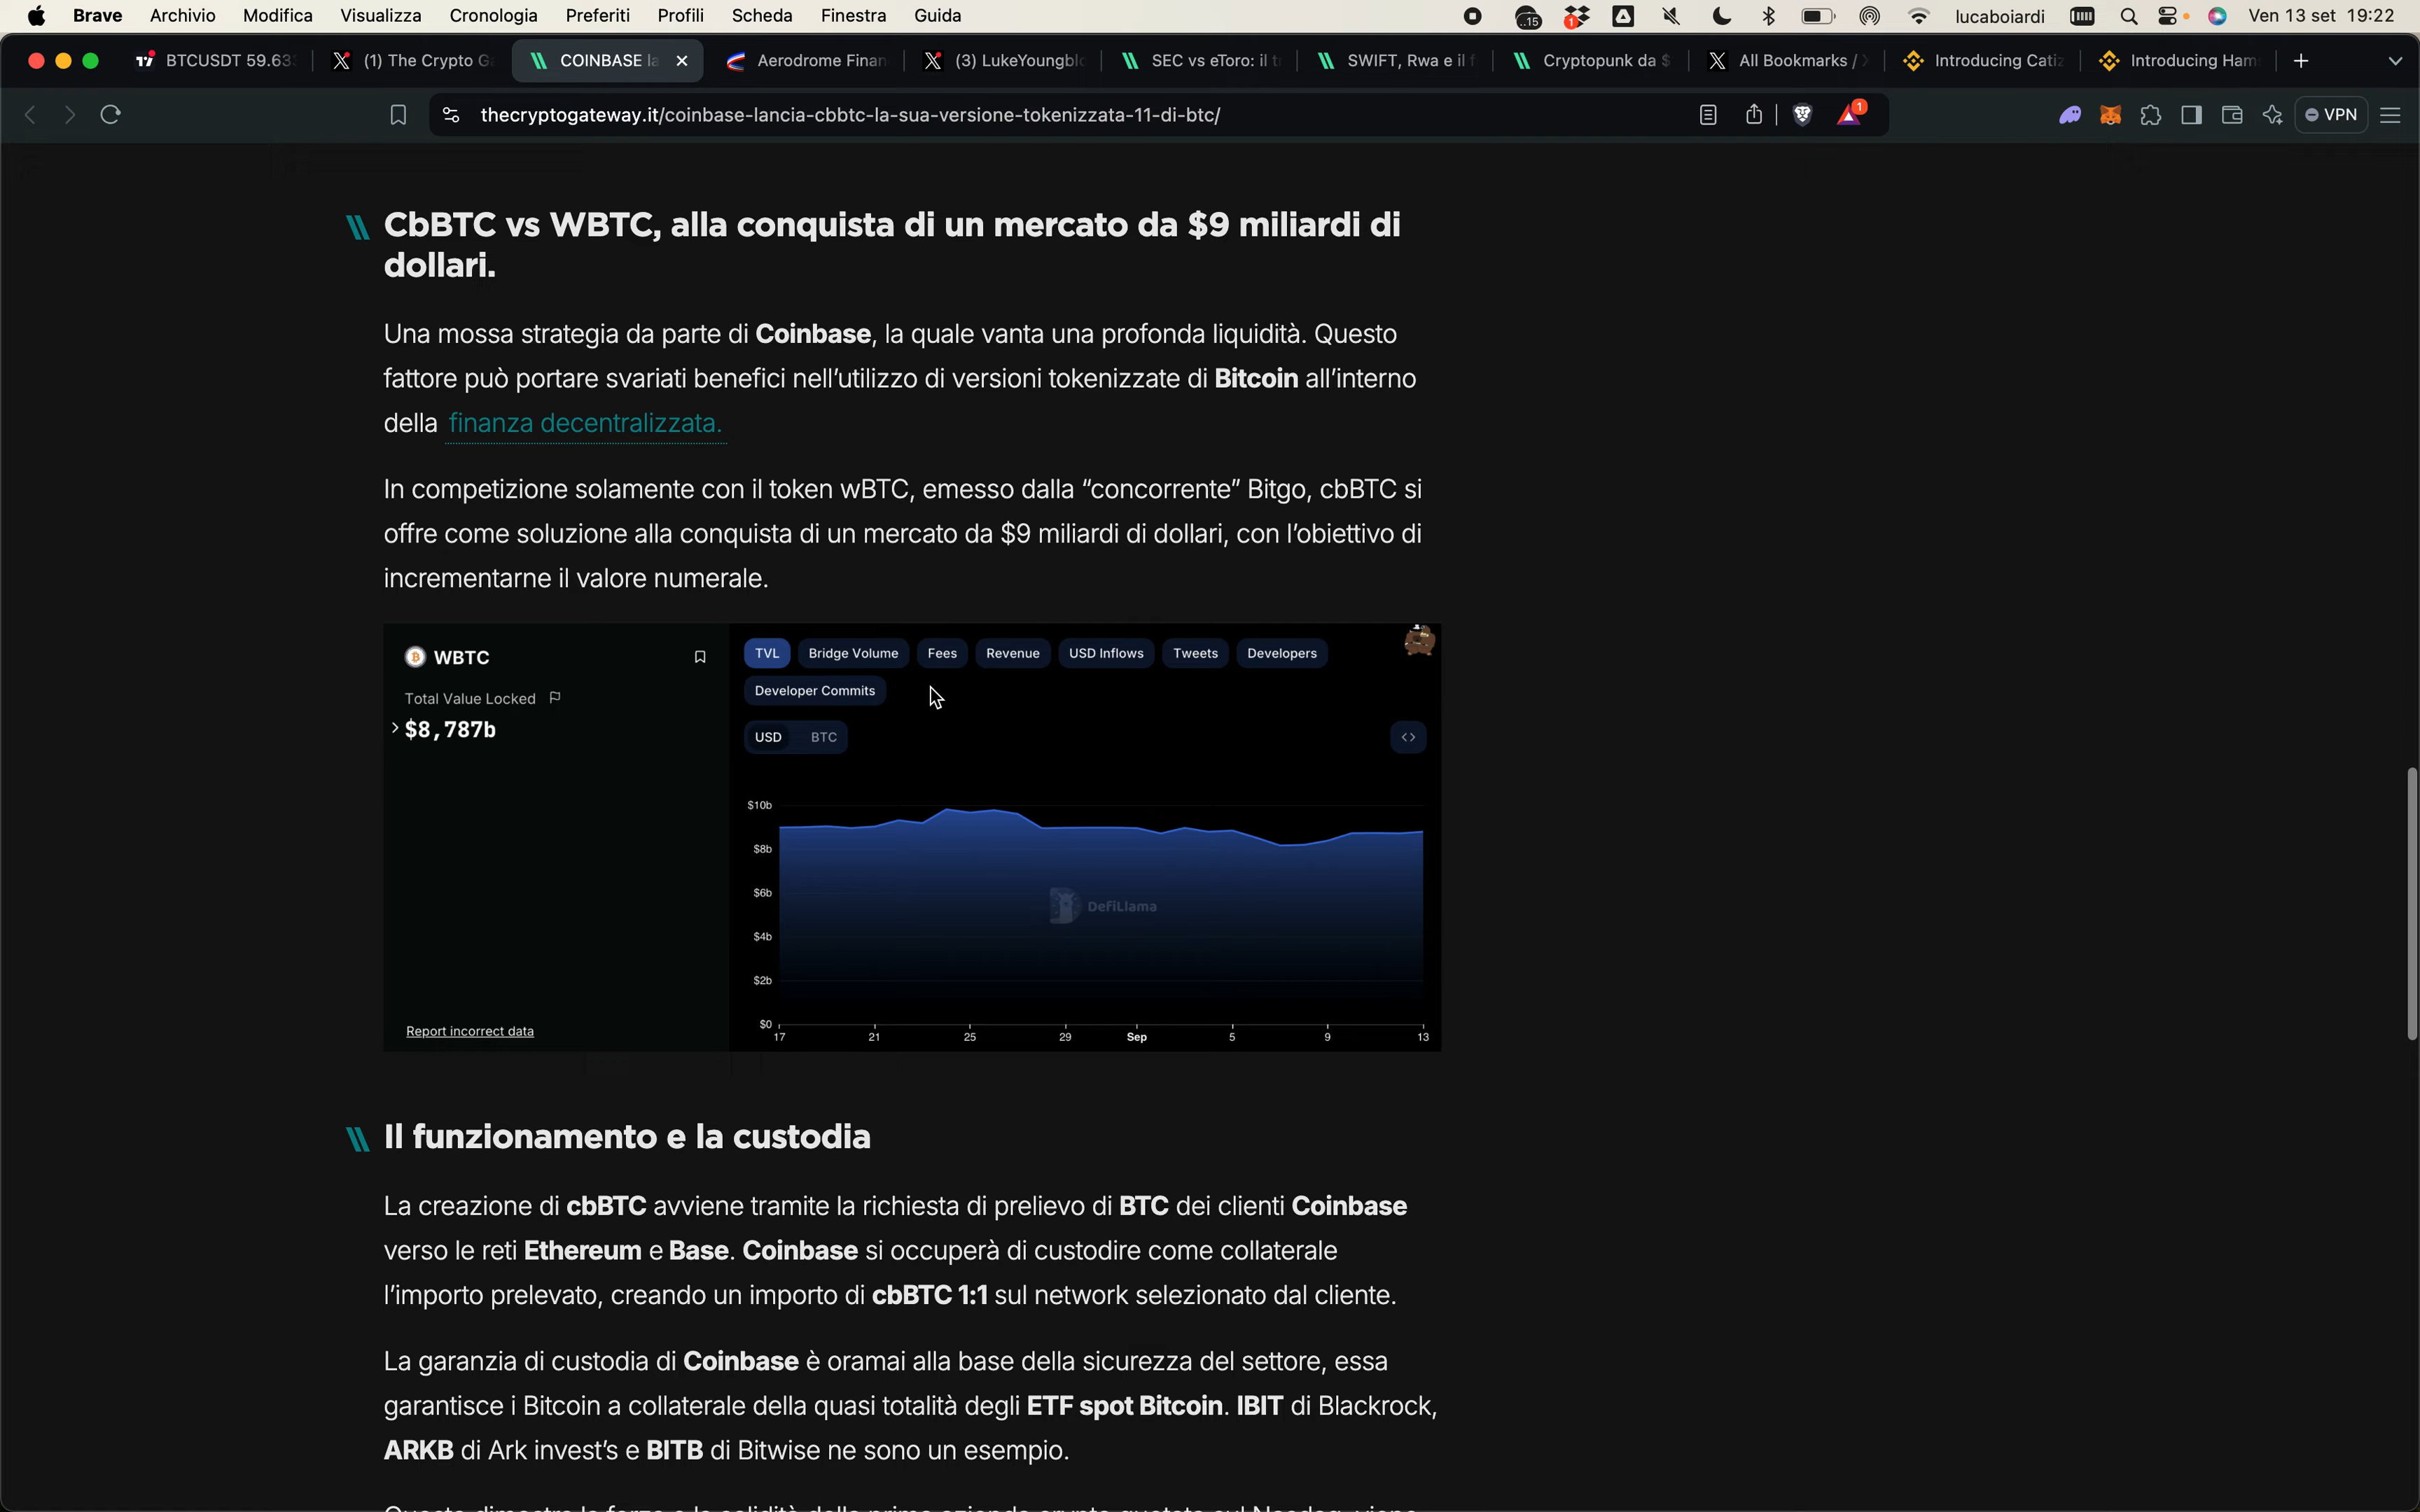 Brave Archivio Modifica Visualizza Cronologia Preferiti Profili Scheda Finestra Guida
..15 1 lucaboiardi Ven 13 set 19:22
BTCUSDT 59.63 (1) The Crypto G COINBASE la Aerodrome Finan (3) LukeYoungbl SEC vs eToro: il t SWIFT, Rwa e il f Cryptopunk da $ All Bookmarks / Introducing Cati Introducing Ham
thecryptogateway.it/coinbase-lancia-cbbtc-la-sua-versione-tokenizzata-11-di-btc/ 1 VPN
CbBTC vs WBTC, alla conquista di un mercato da $9 miliardi di
dollari.
Una mossa strategia da parte di Coinbase, la quale vanta una profonda liquidità. Questo
fattore può portare svariati benefici nell’utilizzo di versioni tokenizzate di Bitcoin all’interno
della finanza decentralizzata.
In competizione solamente con il token wBTC, emesso dalla “concorrente” Bitgo, cbBTC si
offre come soluzione alla conquista di un mercato da $9 miliardi di dollari, con l’obiettivo di
incrementarne il valore numerale.
WBTC
Total Value Locked
$8,787b
Report incorrect data
TVL Bridge Volume Fees Revenue USD Inflows Tweets Developers
Developer Commits
USD BTC
$10b
$8b
$6b
DefiLlama
$4b
$2b
$0
17 21 25 29 Sep 5 9 13
Il funzionamento e la custodia
La creazione di cbBTC avviene tramite la richiesta di prelievo di BTC dei clienti Coinbase
verso le reti Ethereum e Base. Coinbase si occuperà di custodire come collaterale
l’importo prelevato, creando un importo di cbBTC 1:1 sul network selezionato dal cliente.
La garanzia di custodia di Coinbase è oramai alla base della sicurezza del settore, essa
garantisce i Bitcoin a collaterale della quasi totalità degli ETF spot Bitcoin. IBIT di Blackrock,
ARKB di Ark invest’s e BITB di Bitwise ne sono un esempio.